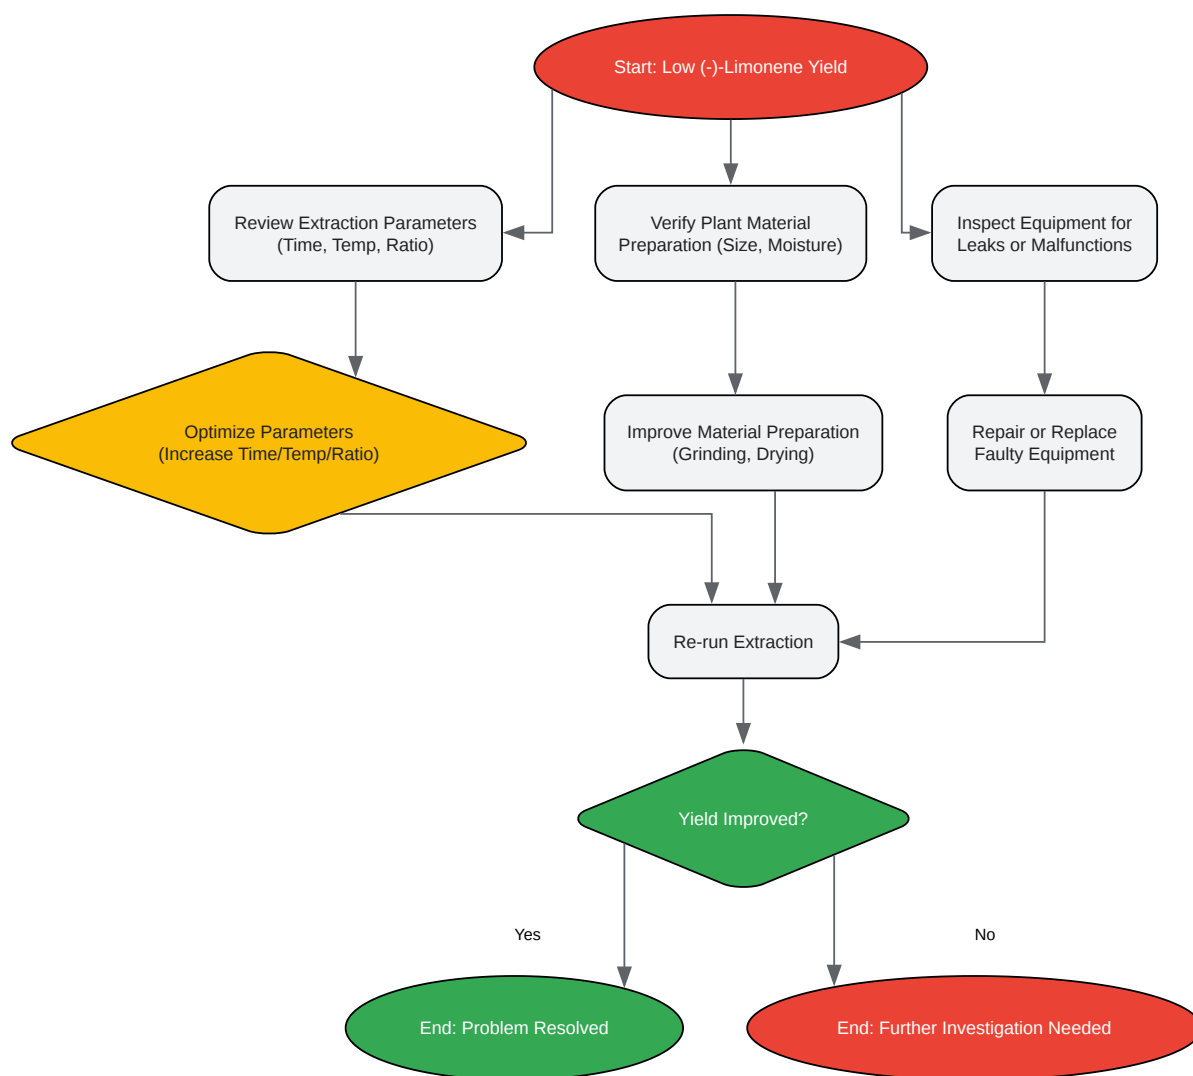 Start: Low (-)-Limonene Yield
Review Extraction Parameters
(Time, Temp, Ratio)
Verify Plant Material
Preparation (Size, Moisture)
Inspect Equipment for
Leaks or Malfunctions
Optimize Parameters
(Increase Time/Temp/Ratio)
Improve Material Preparation
(Grinding, Drying)
Repair or Replace
Faulty Equipment
Re-run Extraction
Yield Improved?
Yes
No
End: Problem Resolved
End: Further Investigation Needed